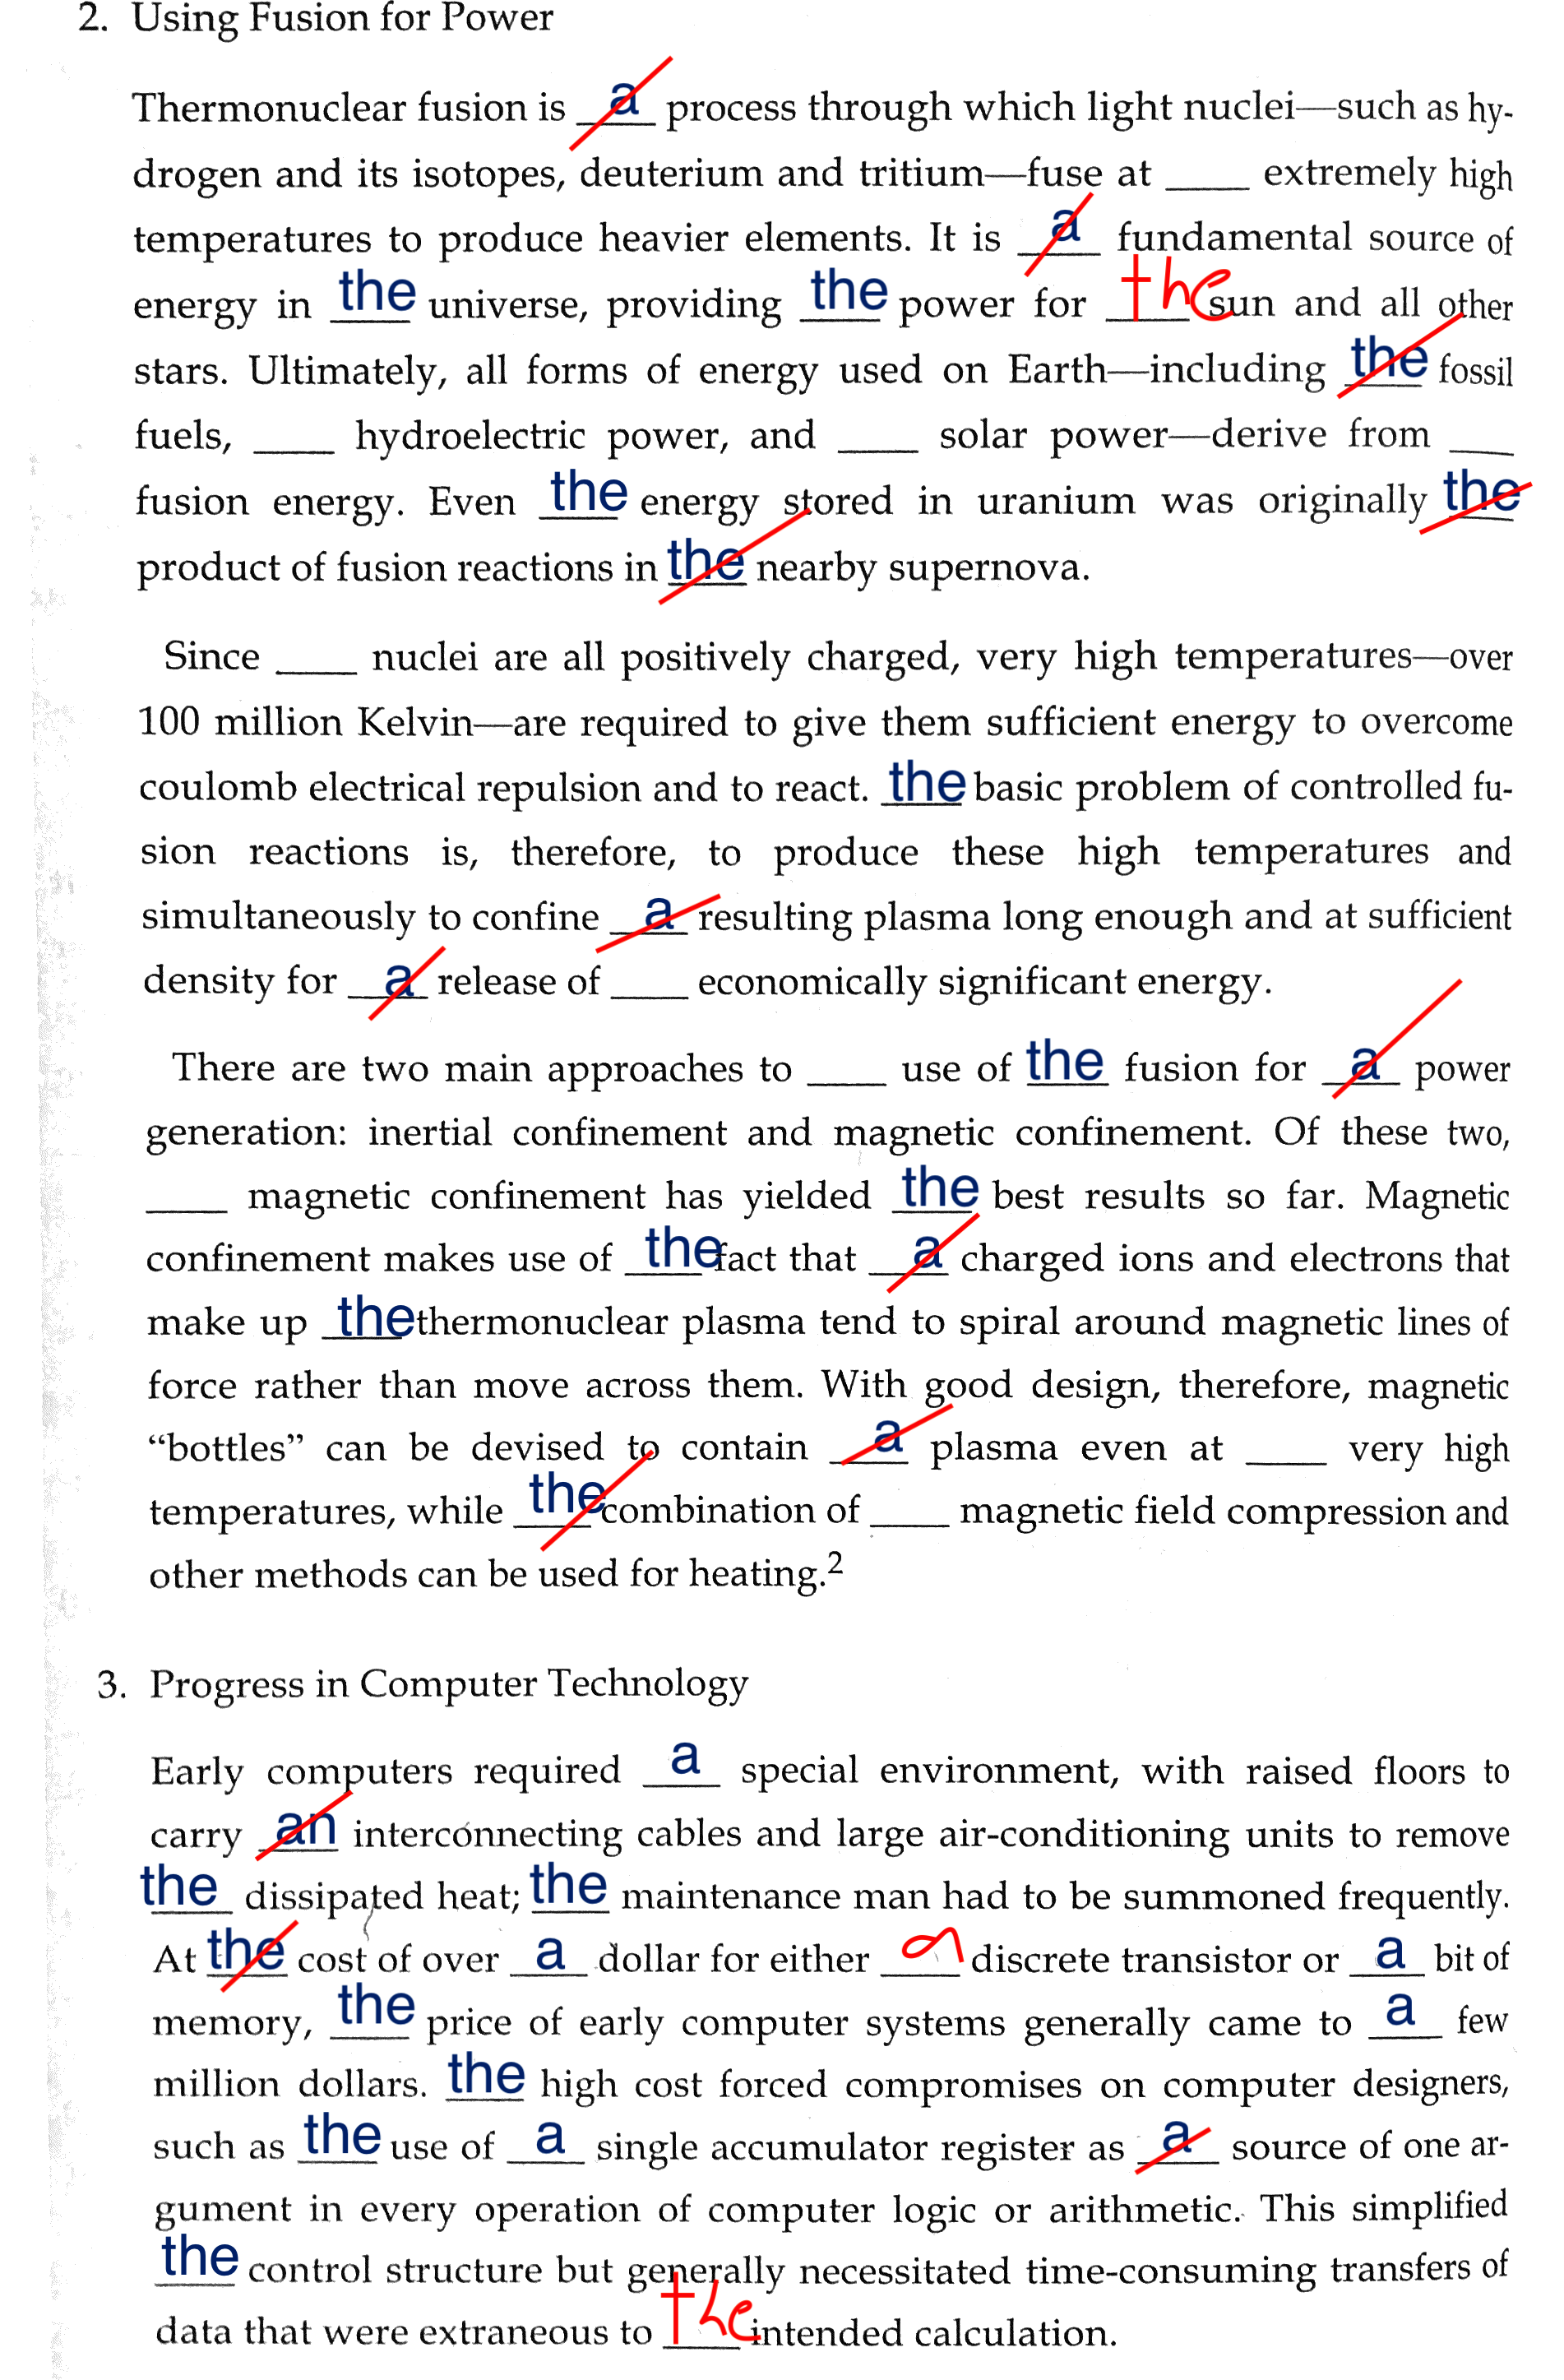 2. Using Fusion for Power
Thermonuclear fusion is a process through which light nuclei—such as hy-
drogen and its isotopes, deuterium and tritium—fuse at ____ extremely high
temperatures to produce heavier elements. It is a fundamental source of
energy in the universe, providing the power for the sun and all other
stars. Ultimately, all forms of energy used on Earth—including the fossil
fuels, ____ hydroelectric power, and ____ solar power—derive from ____
fusion energy. Even the energy stored in uranium was originally the
product of fusion reactions in the nearby supernova.
Since ____ nuclei are all positively charged, very high temperatures—over
100 million Kelvin—are required to give them sufficient energy to overcome
coulomb electrical repulsion and to react. the basic problem of controlled fu-
sion reactions is, therefore, to produce these high temperatures and
simultaneously to confine a resulting plasma long enough and at sufficient
density for a release of ____ economically significant energy.
There are two main approaches to ____ use of the fusion for a power
generation: inertial confinement and magnetic confinement. Of these two,
____ magnetic confinement has yielded the best results so far. Magnetic
confinement makes use of the fact that a charged ions and electrons that
make up the thermonuclear plasma tend to spiral around magnetic lines of
force rather than move across them. With good design, therefore, magnetic
“bottles” can be devised to contain a plasma even at ____ very high
temperatures, while the combination of ____ magnetic field compression and
other methods can be used for heating.2
3. Progress in Computer Technology
Early computers required a special environment, with raised floors to
carry an interconnecting cables and large air-conditioning units to remove
the dissipated heat; the maintenance man had to be summoned frequently.
At the cost of over a dollar for either a discrete transistor or a bit of
memory, the price of early computer systems generally came to a few
million dollars. the high cost forced compromises on computer designers,
such as the use of a single accumulator register as a source of one ar-
gument in every operation of computer logic or arithmetic. This simplified
the control structure but generally necessitated time-consuming transfers of
data that were extraneous to the intended calculation.